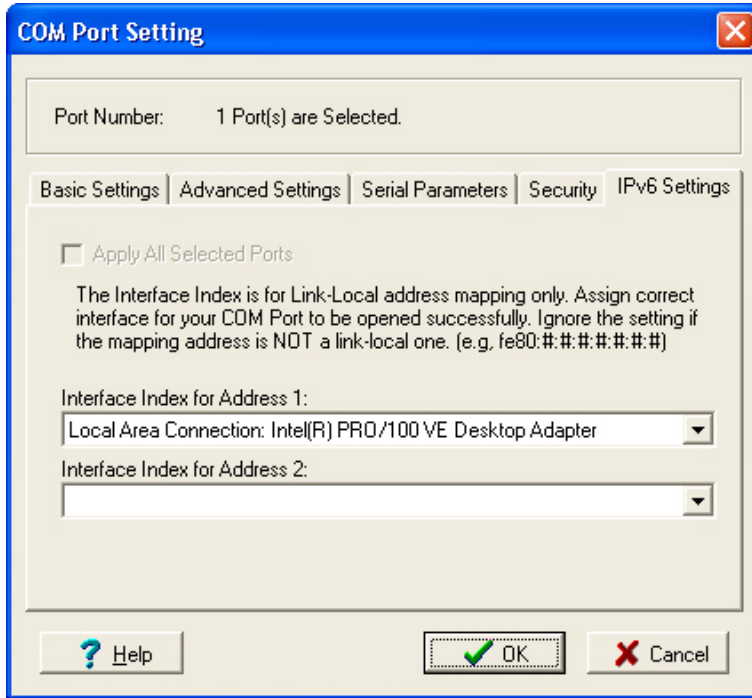 COM Port Setting
Port Number: 1 Port(s) are Selected.
Basic Settings Advanced Settings Serial Parameters Security IPv6 Settings
Apply All Selected Ports
The Interface Index is for Link-Local address mapping only. Assign correct
interface for your COM Port to be opened successfully. Ignore the setting if
the mapping address is NOT a link-local one. (e.g, fe80:#:#:#:#:#:#:#)
Interface Index for Address 1:
Local Area Connection: Intel(R) PRO/100 VE Desktop Adapter
Interface Index for Address 2:
Help OK Cancel